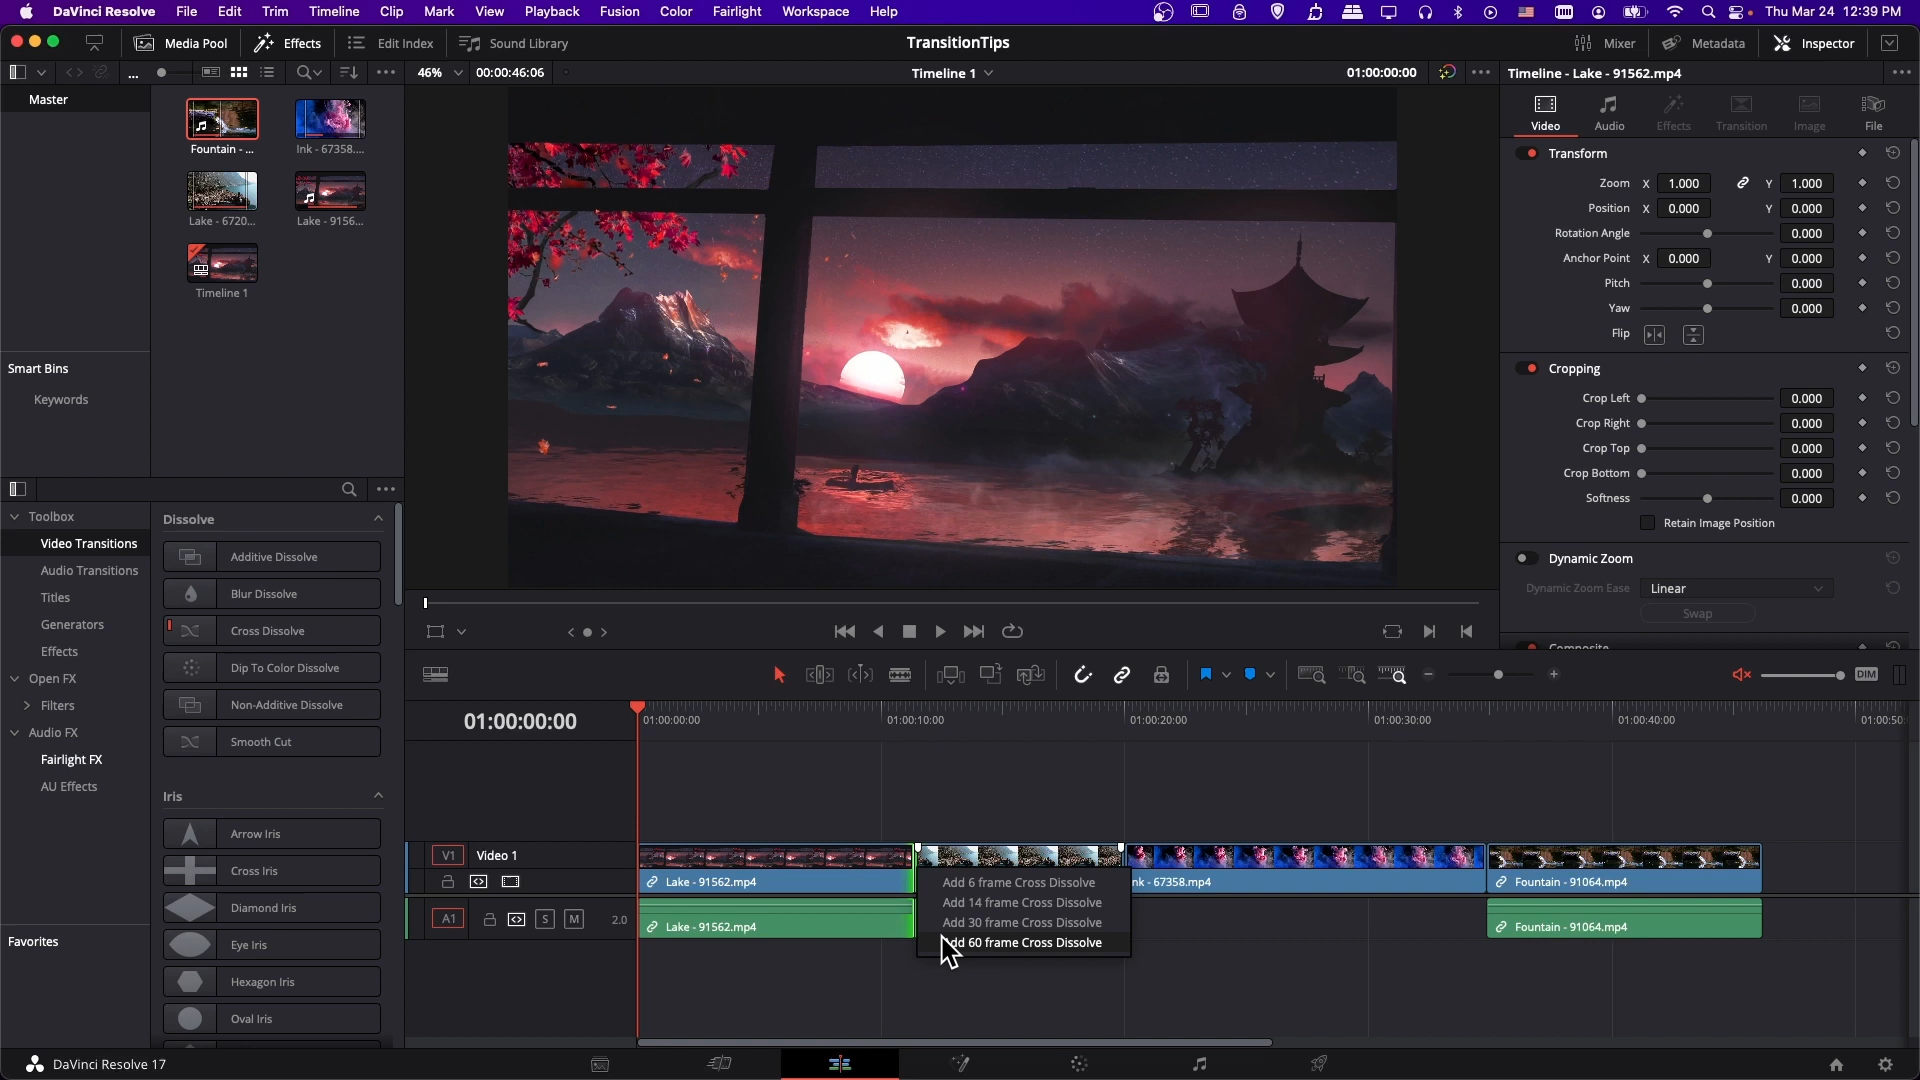 DaVinci Resolve File Edit Trim Timeline Clip Mark View Playback Fusion Color Fairlight Workspace Help Thu Mar 24 12:39 PM
Media Pool Effects Edit Index Sound Library TransitionTips Mixer Metadata Inspector
46% 00:00:46:06 Timeline 1 01:00:00:00 Timeline - Lake - 91562.mp4
Master
Fountain - ... Ink - 67358....
Lake - 6720... Lake - 9156...
Timeline 1
Smart Bins
Keywords
Video Audio Effects Transition Image File
Transform
Zoom X 1.000 Y 1.000
Position X 0.000 Y 0.000
Rotation Angle 0.000
Anchor Point X 0.000 Y 0.000
Pitch 0.000
Yaw 0.000
Flip
Cropping
Crop Left 0.000
Crop Right 0.000
Crop Top 0.000
Crop Bottom 0.000
Softness 0.000
Retain Image Position
Dynamic Zoom
Dynamic Zoom Ease Linear
Swap
Composite
Toolbox
Video Transitions
Audio Transitions
Titles
Generators
Effects
Open FX
Filters
Audio FX
Fairlight FX
AU Effects
Favorites
Dissolve
Additive Dissolve
Blur Dissolve
Cross Dissolve
Dip To Color Dissolve
Non-Additive Dissolve
Smooth Cut
Iris
Arrow Iris
Cross Iris
Diamond Iris
Eye Iris
Hexagon Iris
Oval Iris
DIM
01:00:00:00 01:00:00:00 01:00:10:00 01:00:20:00 01:00:30:00 01:00:40:00 01:00:50:
V1 Video 1
Lake - 91562.mp4 nk - 67358.mp4 Fountain - 91064.mp4
A1 S M 2.0
Lake - 91562.mp4 Fountain - 91064.mp4
Add 6 frame Cross Dissolve
Add 14 frame Cross Dissolve
Add 30 frame Cross Dissolve
dd 60 frame Cross Dissolve
DaVinci Resolve 17